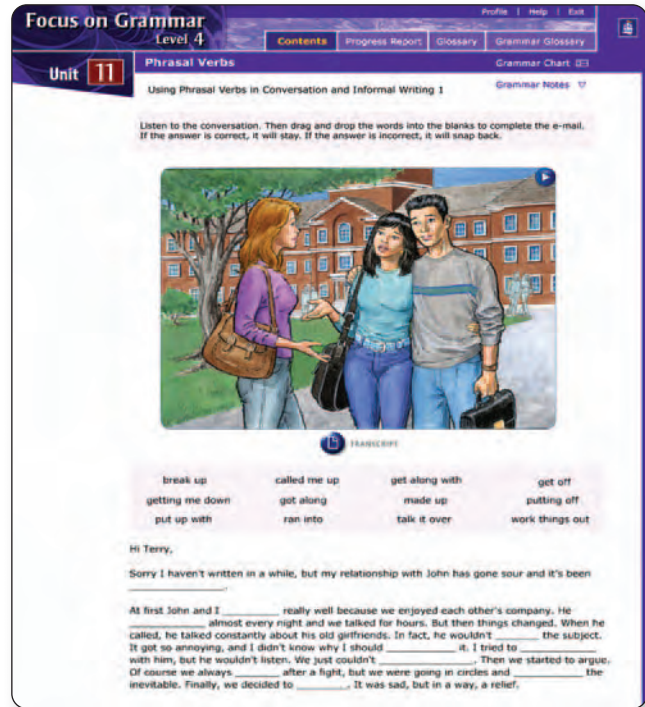 Profile | Help | Exit
Focus on Grammar
Level 4
Contents
Progress Report
Glossary
Grammar Glossary
Unit 11
Phrasal Verbs
Grammar Chart
Using Phrasal Verbs in Conversation and Informal Writing 1
Grammar Notes
Listen to the conversation. Then drag and drop the words into the blanks to complete the e-mail.
If the answer is correct, it will stay. If the answer is incorrect, it will snap back.
TRANSCRIPT
break up called me up get along with get off
getting me down got along made up putting off
put up with ran into talk it over work things out
Hi Terry,
Sorry I haven't written in a while, but my relationship with John has gone sour and it's been
____________.
At first John and I ________ really well because we enjoyed each other's company. He
__________ almost every night and we talked for hours. But then things changed. When he
called, he talked constantly about his old girlfriends. In fact, he wouldn't ______ the subject.
It got so annoying, and I didn't know why I should __________ it. I tried to __________
with him, but he wouldn't listen. We just couldn't ______________. Then we started to argue.
Of course we always ______ after a fight, but we were going in circles and __________ the
inevitable. Finally, we decided to _______. It was sad, but in a way, a relief.